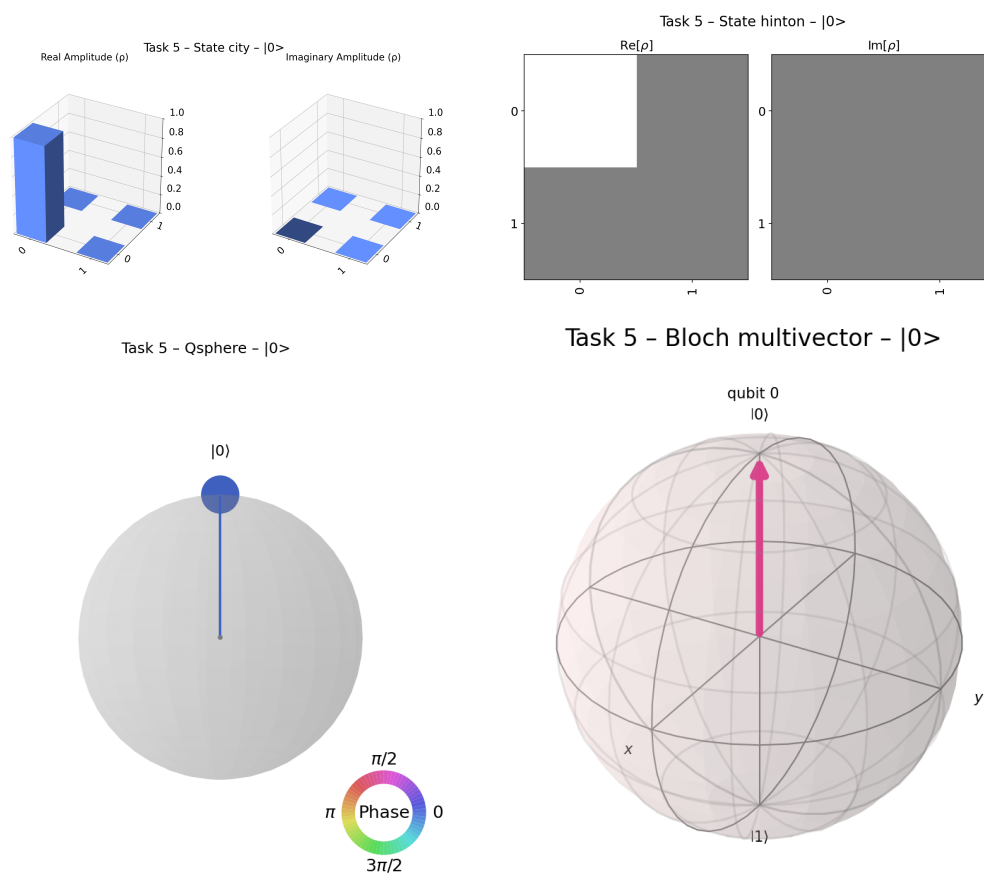 Task 5 – State city – |0>
Real Amplitude (ρ)
Imaginary Amplitude (ρ)
1.0
0.8
0.6
0.4
0.2
0.0
1
0
0
1
1.0
0.8
0.6
0.4
0.2
0.0
1
0
0
1
Task 5 – State hinton – |0>
Re[ρ]
Im[ρ]
0
1
0
1
0
1
0
1
Task 5 – Qsphere – |0>
|0⟩
π/2
π
Phase
0
3π/2
Task 5 – Bloch multivector – |0>
qubit 0
|0⟩
x
y
|1⟩